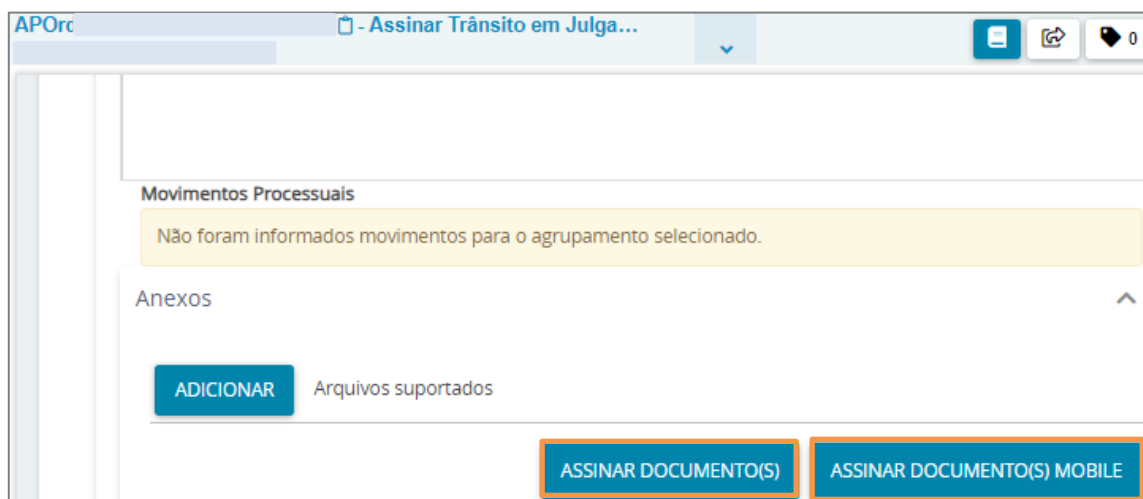 APOrd - Assinar Trânsito em Julga...
0
Movimentos Processuais
Não foram informados movimentos para o agrupamento selecionado.
Anexos
ADICIONAR Arquivos suportados
ASSINAR DOCUMENTO(S) ASSINAR DOCUMENTO(S) MOBILE